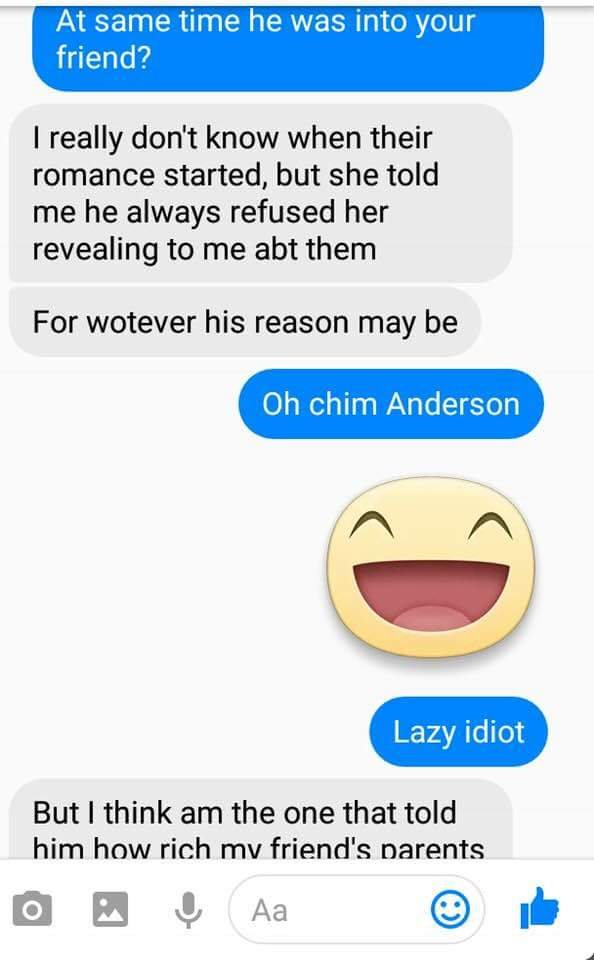 At same time he was into your
friend?
I really don't know when their
romance started, but she told
me he always refused her
revealing to me abt them
For wotever his reason may be
Oh chim Anderson
Lazy idiot
But I think am the one that told
him how rich my friend's parents
Aa